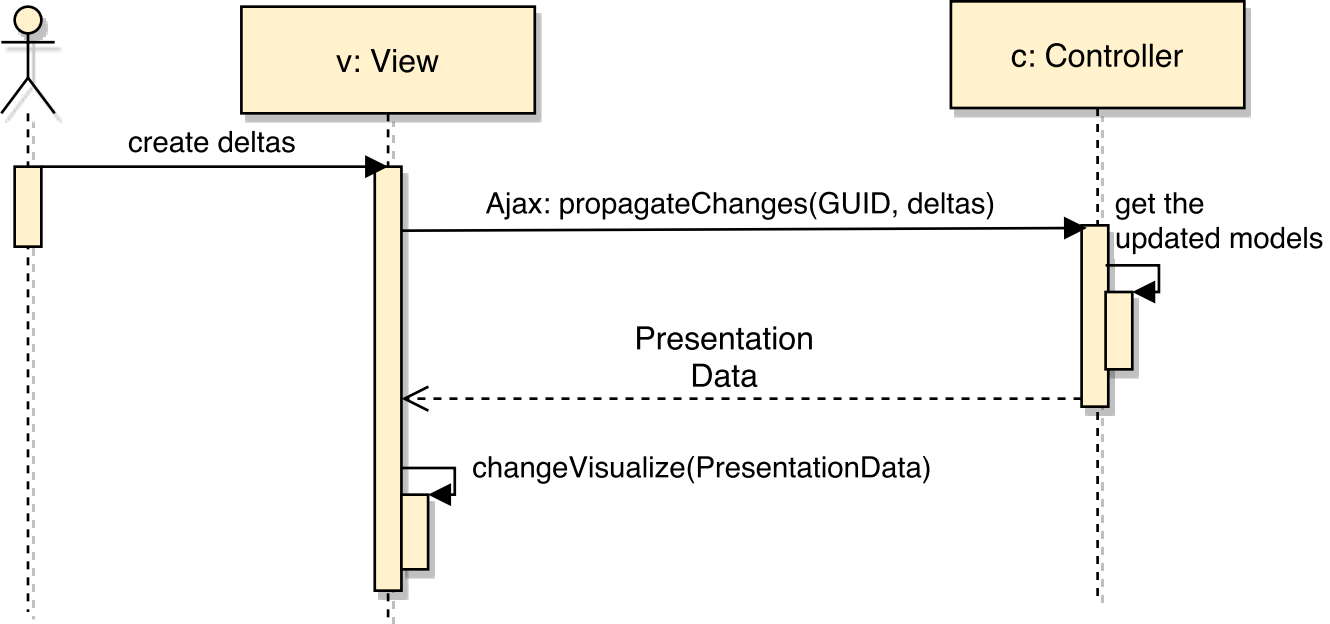 v: View
c: Controller
create deltas
Ajax: propagateChanges(GUID, deltas)
get the
updated models
Presentation
Data
changeVisualize(PresentationData)